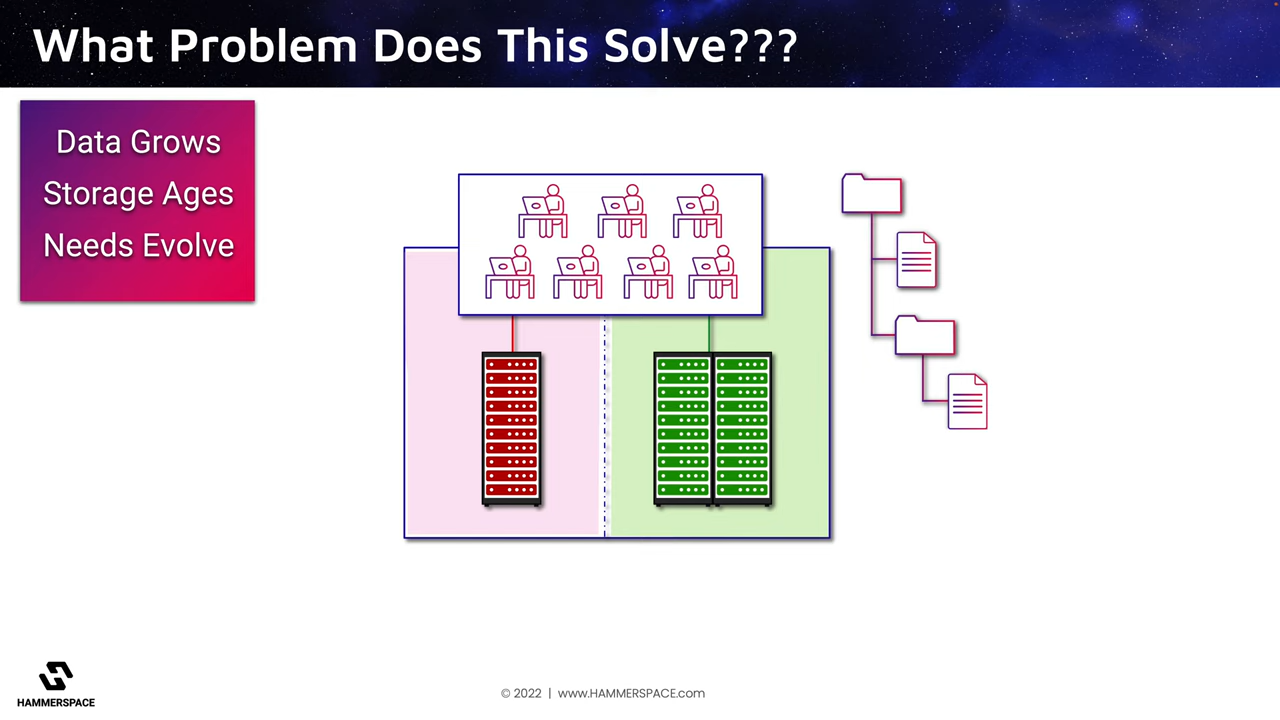 What Problem Does This Solve???
Data Grows
Storage Ages
Needs Evolve
HAMMERSPACE
© 2022 | www.HAMMERSPACE.com